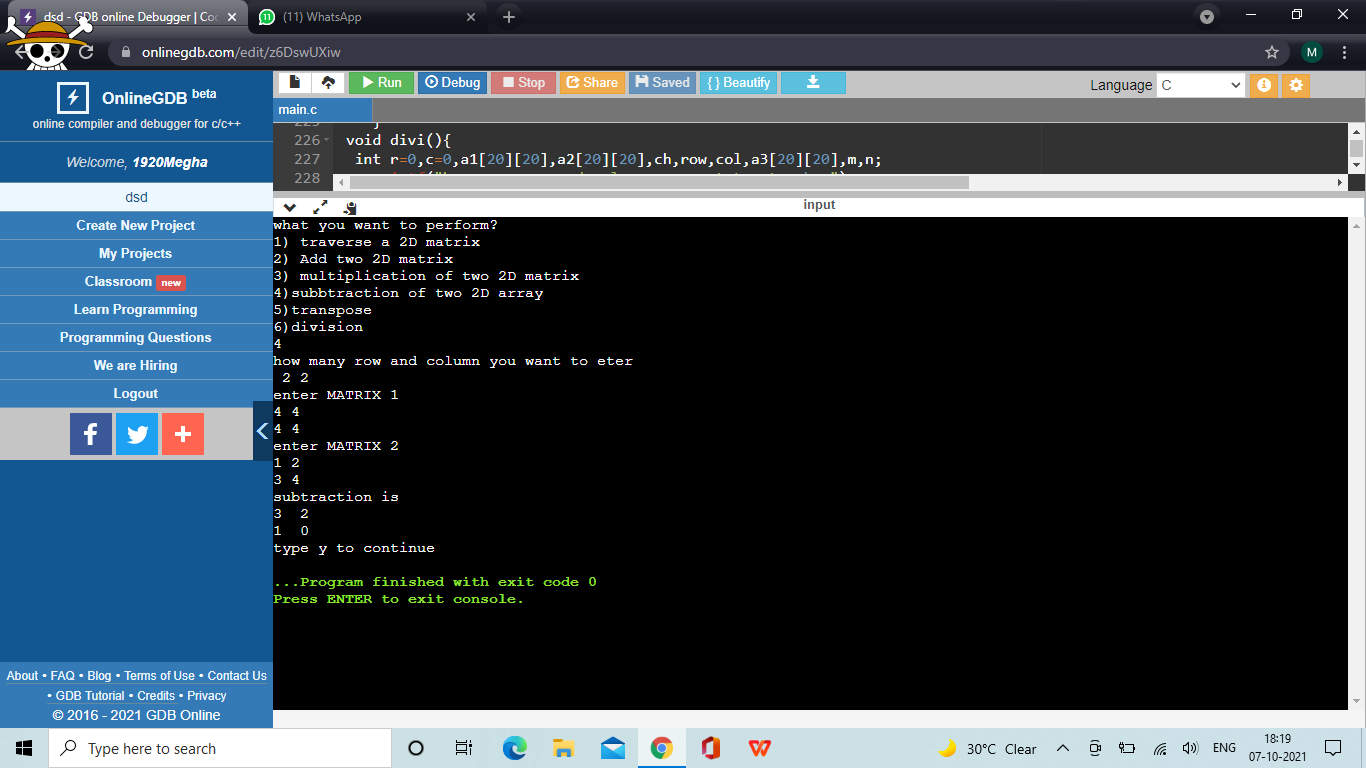 dsd - GDB online Debugger | Coc
(11) WhatsApp
onlinegdb.com/edit/z6DswUXiw
M
OnlineGDB beta
online compiler and debugger for c/c++
Welcome, 1920Megha
dsd
Create New Project
My Projects
Classroom new
Learn Programming
Programming Questions
We are Hiring
Logout
About • FAQ • Blog • Terms of Use • Contact Us
• GDB Tutorial • Credits • Privacy
© 2016 - 2021 GDB Online
Run Debug Stop Share Saved { } Beautify
Language C
main.c
226 void divi(){
227 int r=0,c=0,a1[20][20],a2[20][20],ch,row,col,a3[20][20],m,n;
228
input
what you want to perform?
1) traverse a 2D matrix
2) Add two 2D matrix
3) multiplication of two 2D matrix
4)subbtraction of two 2D array
5)transpose
6)division
4
how many row and column you want to eter
2 2
enter MATRIX 1
4 4
4 4
enter MATRIX 2
1 2
3 4
subtraction is
3 2
1 0
type y to continue
...Program finished with exit code 0
Press ENTER to exit console.
Type here to search
30°C Clear
ENG
18:19
07-10-2021